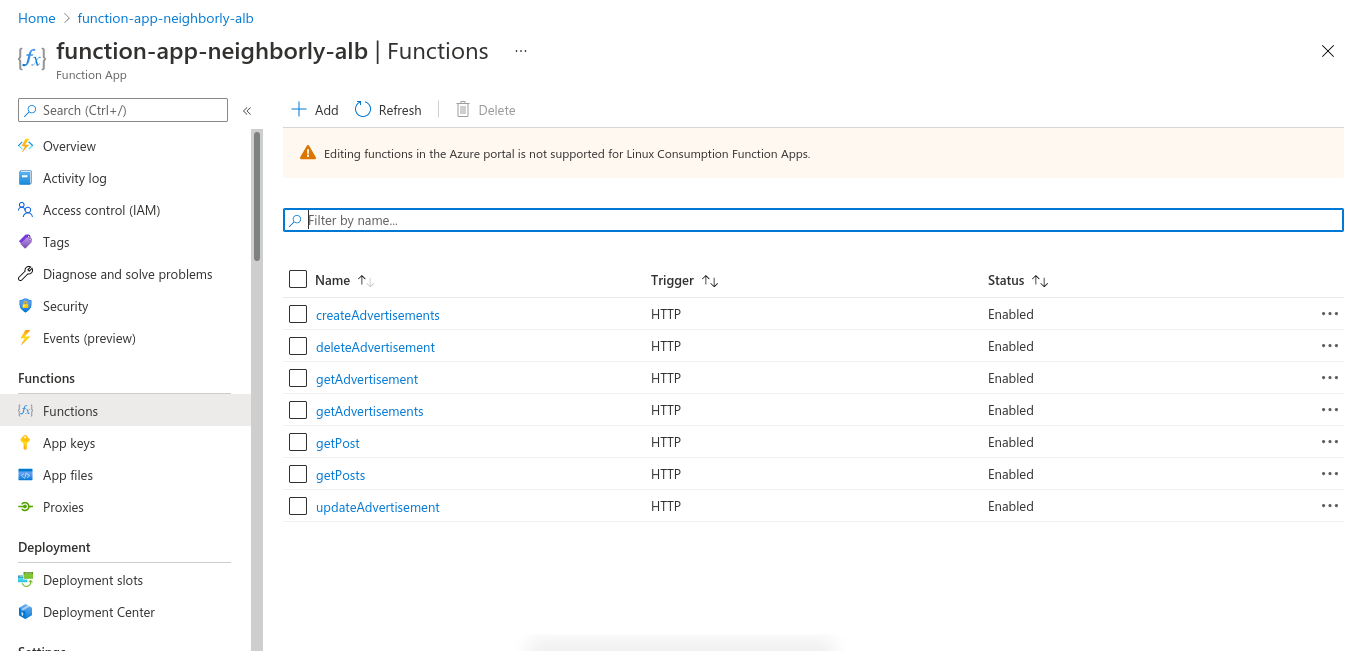 Home > function-app-neighborly-alb
function-app-neighborly-alb | Functions ...
Function App
Search (Ctrl+/) «
Overview
Activity log
Access control (IAM)
Tags
Diagnose and solve problems
Security
Events (preview)
Functions
Functions
App keys
App files
Proxies
Deployment
Deployment slots
Deployment Center
Settings
Add Refresh Delete
Editing functions in the Azure portal is not supported for Linux Consumption Function Apps.
Filter by name...
Name Trigger Status
createAdvertisements HTTP Enabled
deleteAdvertisement HTTP Enabled
getAdvertisement HTTP Enabled
getAdvertisements HTTP Enabled
getPost HTTP Enabled
getPosts HTTP Enabled
updateAdvertisement HTTP Enabled